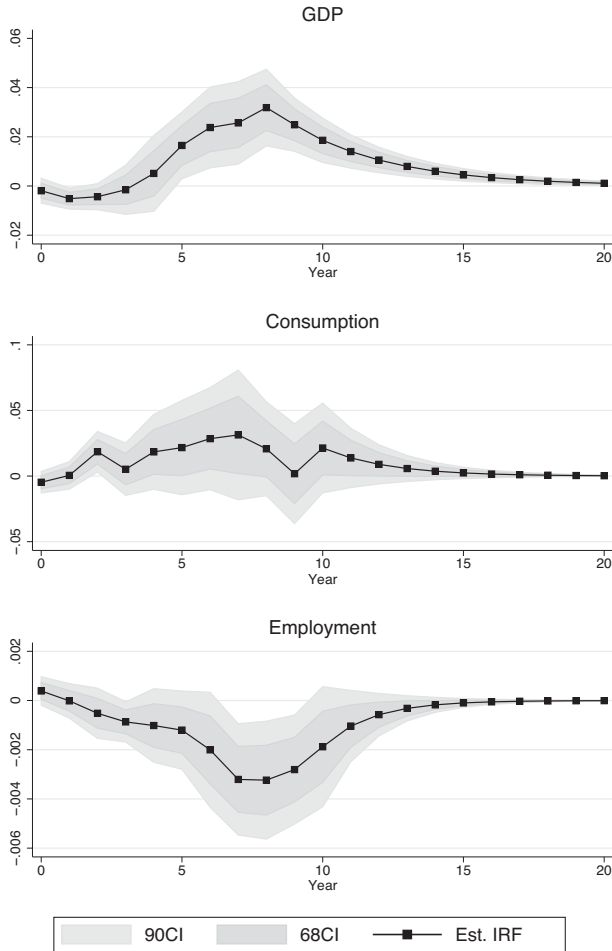 GDP
.06
.04
.02
0
-.02
0 5 10 15 20
Year
Consumption
.1
.05
0
-.05
0 5 10 15 20
Year
Employment
.002
0
-.002
-.004
-.006
0 5 10 15 20
Year
90CI 68CI Est. IRF